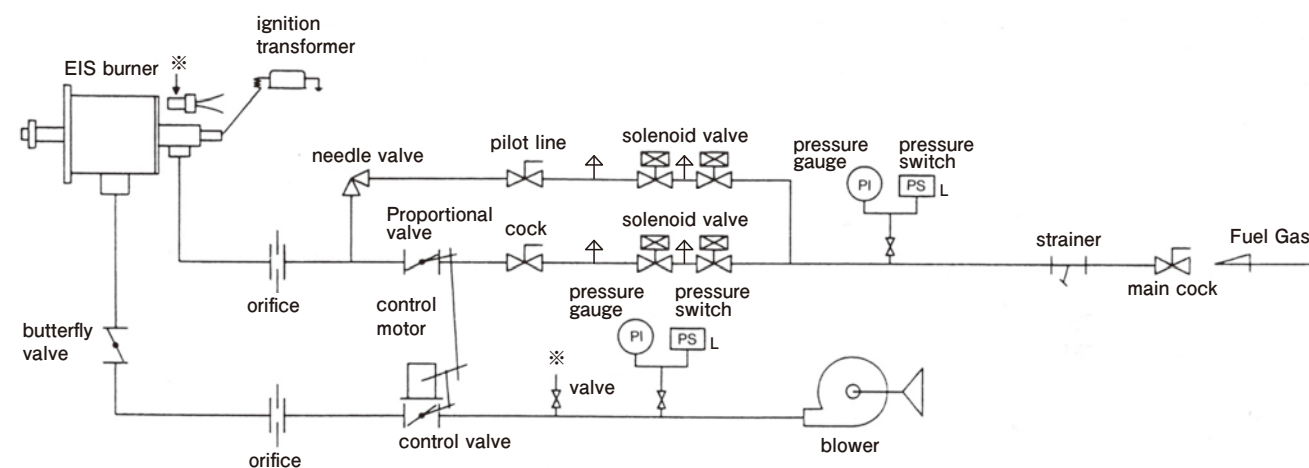 ignition
transformer
EIS burner
※
needle valve
pilot line
solenoid valve
pressure
gauge
pressure
switch
PI
PS
L
Proportional
valve
cock
solenoid valve
strainer
Fuel Gas
main cock
orifice
control
motor
pressure
gauge
pressure
switch
PI
PS
L
butterfly
valve
※
valve
control valve
blower
orifice